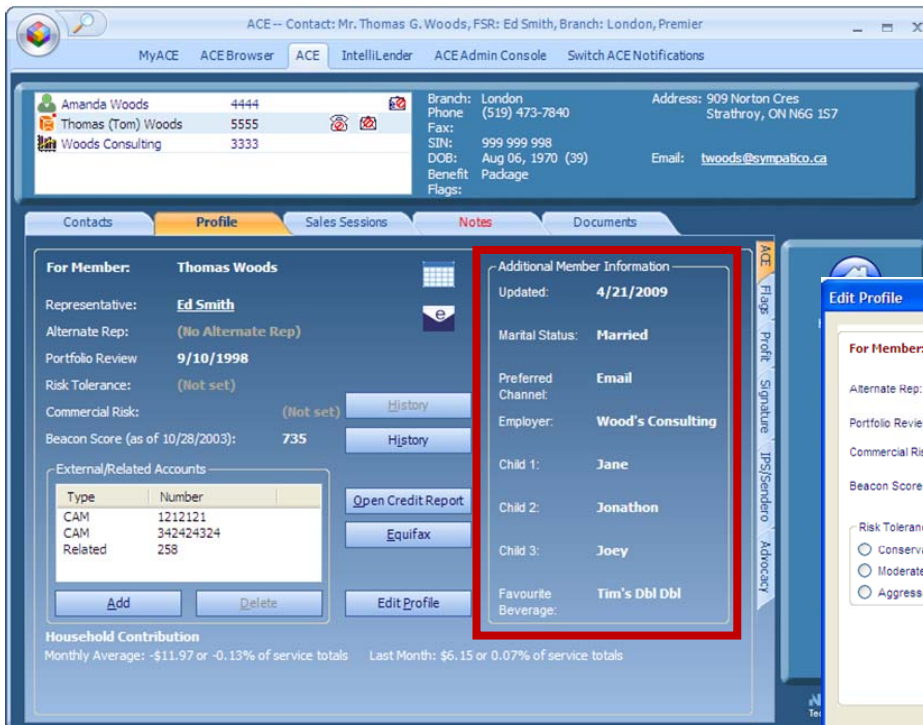 ACE -- Contact: Mr. Thomas G. Woods, FSR: Ed Smith, Branch: London, Premier
MyACE ACE Browser ACE IntelliLender ACE Admin Console Switch ACE Notifications
Amanda Woods 4444
Thomas (Tom) Woods 5555
Woods Consulting 3333
Branch: London
Phone (519) 473-7840
Fax:
SIN: 999 999 998
DOB: Aug 06, 1970 (39)
Benefit Package
Flags:
Address: 909 Norton Cres
Strathroy, ON N6G 1S7
Email: twoods@sympatico.ca
Contacts Profile Sales Sessions Notes Documents
For Member: Thomas Woods
Representative: Ed Smith
Alternate Rep: (No Alternate Rep)
Portfolio Review 9/10/1998
Risk Tolerance: (Not set)
Commercial Risk: (Not set) History
Beacon Score (as of 10/28/2003): 735 History
External/Related Accounts
Type Number
CAM 1212121
CAM 342424324
Related 258
Open Credit Report
Equifax
Add Delete Edit Profile
Household Contribution
Monthly Average: -$11.97 or -0.13% of service totals Last Month: $6.15 or 0.07% of service totals
Additional Member Information
Updated: 4/21/2009
Marital Status: Married
Preferred Email
Channel:
Employer: Wood's Consulting
Child 1: Jane
Child 2: Jonathon
Child 3: Joey
Favourite Tim's Dbl Dbl
Beverage:
ACE
Flags
Profit
Signature
IPS/Sendero
Advocacy
Edit Profile
For Member:
Alternate Rep:
Portfolio Revie
Commercial Ris
Beacon Score
Risk Toleran
Conserva
Moderate
Aggress